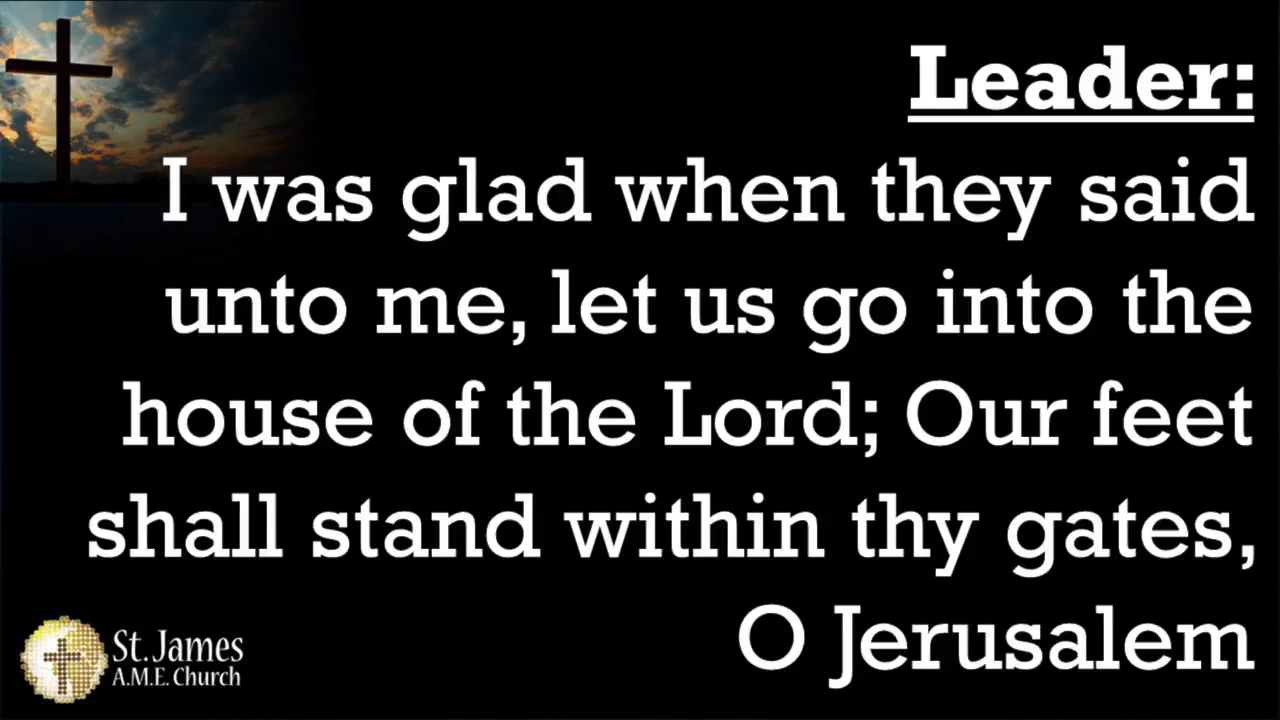 Leader:
I was glad when they said
unto me, let us go into the
house of the Lord; Our feet
shall stand within thy gates,
O Jerusalem
St. James
A.M.E. Church